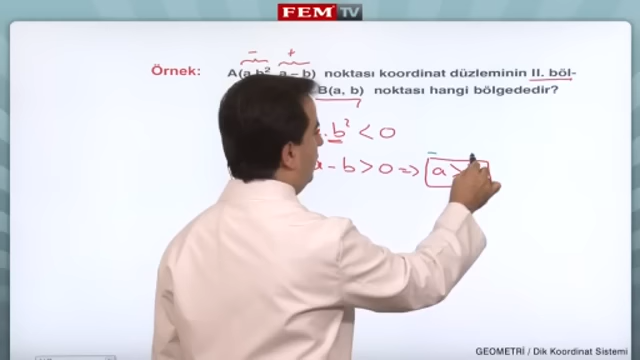 FEM TV
− +
Örnek: A(a.b², a − b) noktası koordinat düzleminin II. böl-
B(a, b) noktası hangi bölgededir?
. b² < 0
a − b > 0 ⇒ a >
−
GEOMETRİ / Dik Koordinat Sistemi